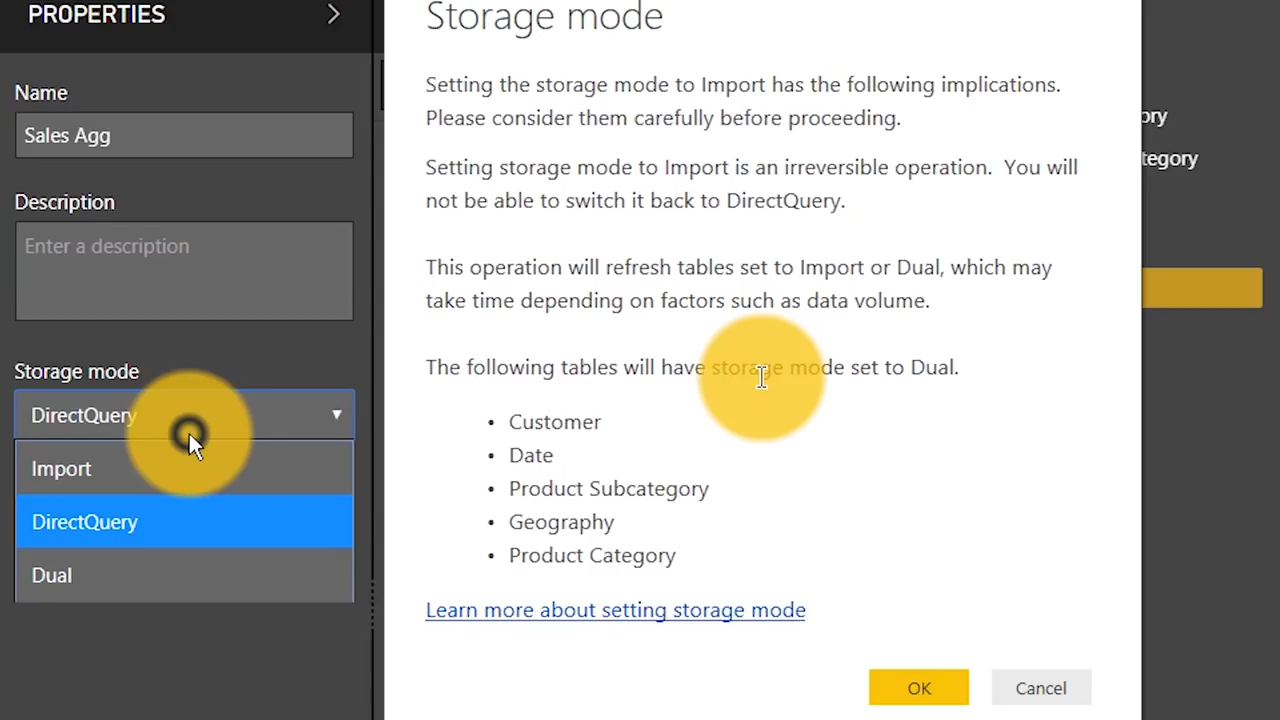 PROPERTIES
Name
Sales Agg
Description
Enter a description
Storage mode
DirectQuery
Import
DirectQuery
Dual
Storage mode
Setting the storage mode to Import has the following implications.
Please consider them carefully before proceeding.
Setting storage mode to Import is an irreversible operation. You will
not be able to switch it back to DirectQuery.
This operation will refresh tables set to Import or Dual, which may
take time depending on factors such as data volume.
The following tables will have storage mode set to Dual.
• Customer
• Date
• Product Subcategory
• Geography
• Product Category
Learn more about setting storage mode
OK Cancel